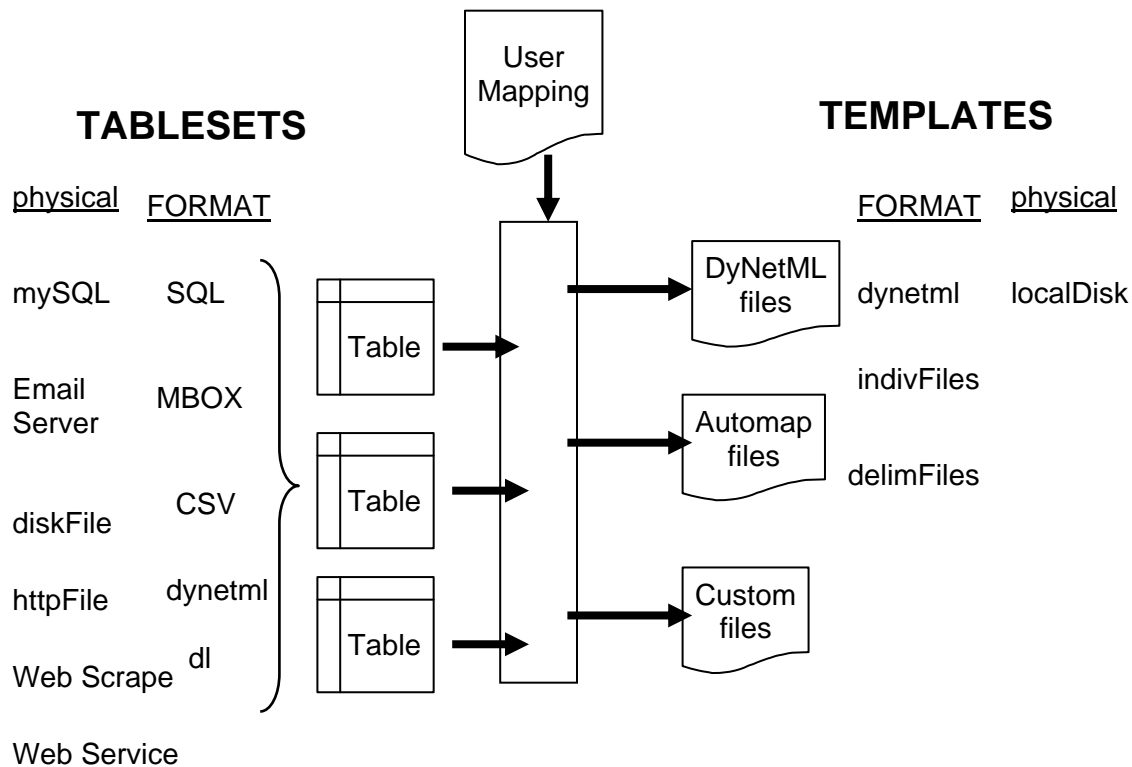 User
Mapping
TABLESETS
TEMPLATES
physical
FORMAT
FORMAT
physical
mySQL
SQL
Table
DyNetML
files
dynetml
localDisk
Email
Server
MBOX
indivFiles
Automap
files
delimFiles
diskFile
CSV
Table
httpFile
dynetml
Table
Custom
files
Web Scrape
dl
Web Service